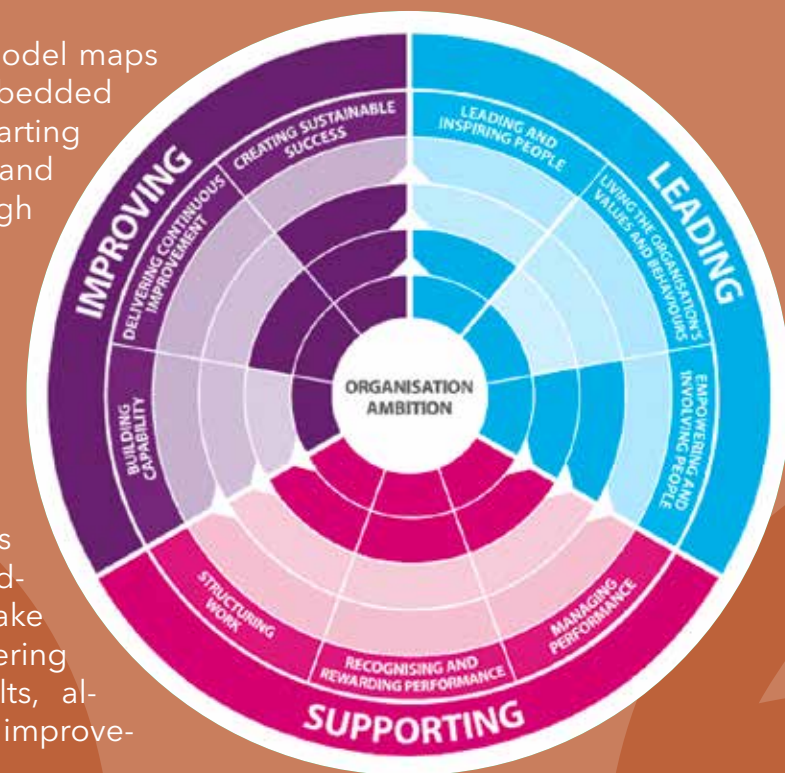 odel maps
bedded
arting
and
gh
s
d-
ake
ering
lts, al-
improve-
IMPROVING
CREATING SUSTAINABLE
SUCCESS
DELIVERING CONTINUOUS
IMPROVEMENT
BUILDING
CAPABILITY
LEADING
LEADING AND
INSPIRING PEOPLE
LIVING THE ORGANISATION'S
VALUES AND BEHAVIOURS
EMPOWERING AND
INVOLVING PEOPLE
ORGANISATION
AMBITION
STRUCTURING
WORK
RECOGNISING AND
REWARDING PERFORMANCE
MANAGING
PERFORMANCE
SUPPORTING